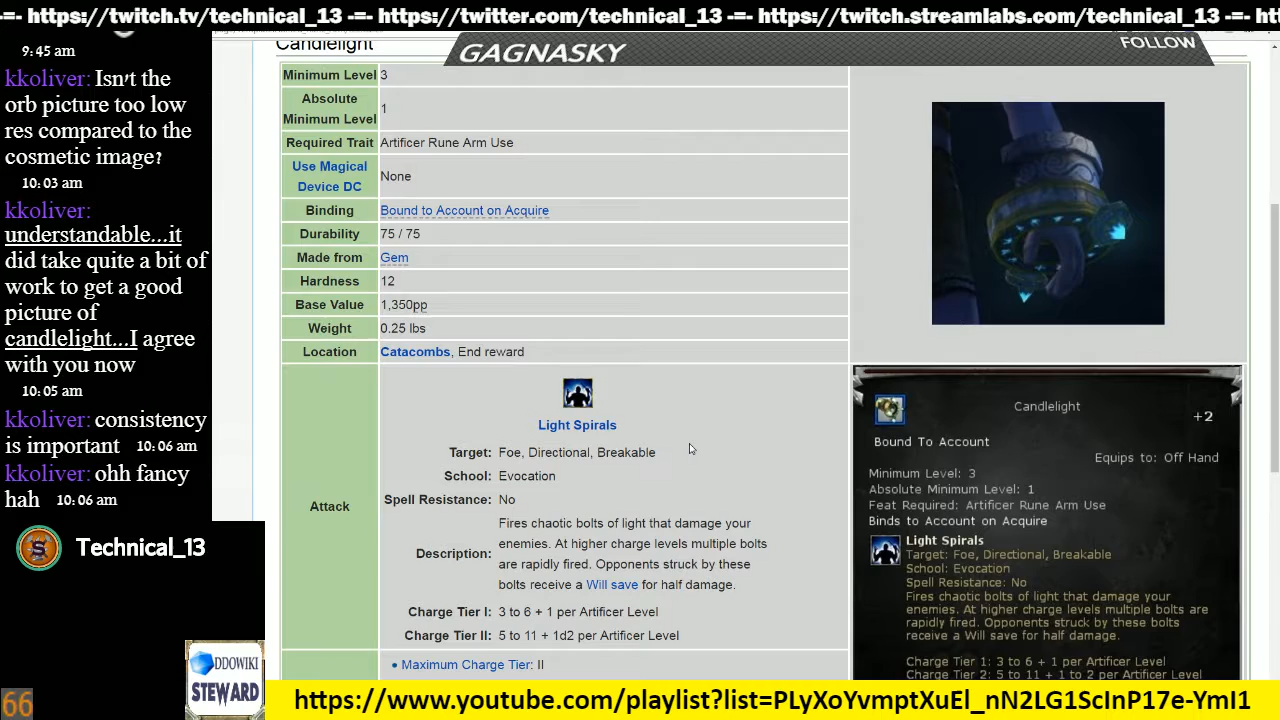 =- https://twitch.tv/technical_13 -=- https://twitter.com/technical_13 -=- https://twitch.streamlabs.com/technical_13 -=- htt
9:45 am
kkoliver: Isn't the
orb picture too low
res compared to the
cosmetic image?
10:03 am
kkoliver:
understandable...it
did take quite a bit of
work to get a good
picture of
candlelight...I agree
with you now
10:05 am
kkoliver: consistency
is important 10:06 am
kkoliver: ohh fancy
hah 10:06 am
Technical_13
DDOWIKI
STEWARD
66
GAGNASKY
FOLLOW
Candlelight
Minimum Level 3
Absolute
Minimum Level 1
Required Trait Artificer Rune Arm Use
Use Magical
Device DC None
Binding Bound to Account on Acquire
Durability 75 / 75
Made from Gem
Hardness 12
Base Value 1,350pp
Weight 0.25 lbs
Location Catacombs, End reward
Attack
Light Spirals
Target: Foe, Directional, Breakable
School: Evocation
Spell Resistance: No
Description: Fires chaotic bolts of light that damage your
enemies. At higher charge levels multiple bolts
are rapidly fired. Opponents struck by these
bolts receive a Will save for half damage.
Charge Tier I: 3 to 6 + 1 per Artificer Level
Charge Tier II: 5 to 11 + 1d2 per Artificer Level
• Maximum Charge Tier: II
Candlelight
+2
Bound To Account
Equips to: Off Hand
Minimum Level: 3
Absolute Minimum Level: 1
Feat Required: Artificer Rune Arm Use
Binds to Account on Acquire
Light Spirals
Target: Foe, Directional, Breakable
School: Evocation
Spell Resistance: No
Fires chaotic bolts of light that damage your
enemies. At higher charge levels multiple bolts are
rapidly fired. Opponents struck by these bolts
receive a Will save for half damage.
Charge Tier 1: 3 to 6 + 1 per Artificer Level
Charge Tier 2: 5 to 11 + 1 to 2 per Artificer Level
https://www.youtube.com/playlist?list=PLyXoYvmptXuEl_nN2LG1ScInP17e-YmI1